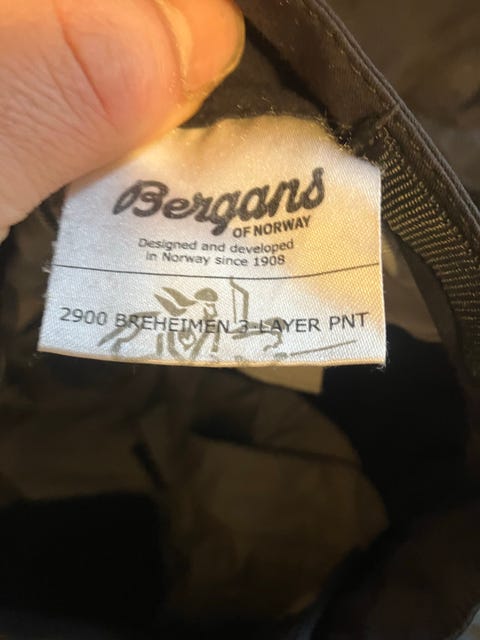 Bergans
OF NORWAY
Designed and developed
in Norway since 1908
2900 BREHEIMEN 3-LAYER PNT